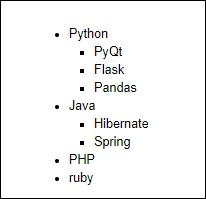 Python
PyQt
Flask
Pandas
Java
Hibernate
Spring
PHP
ruby